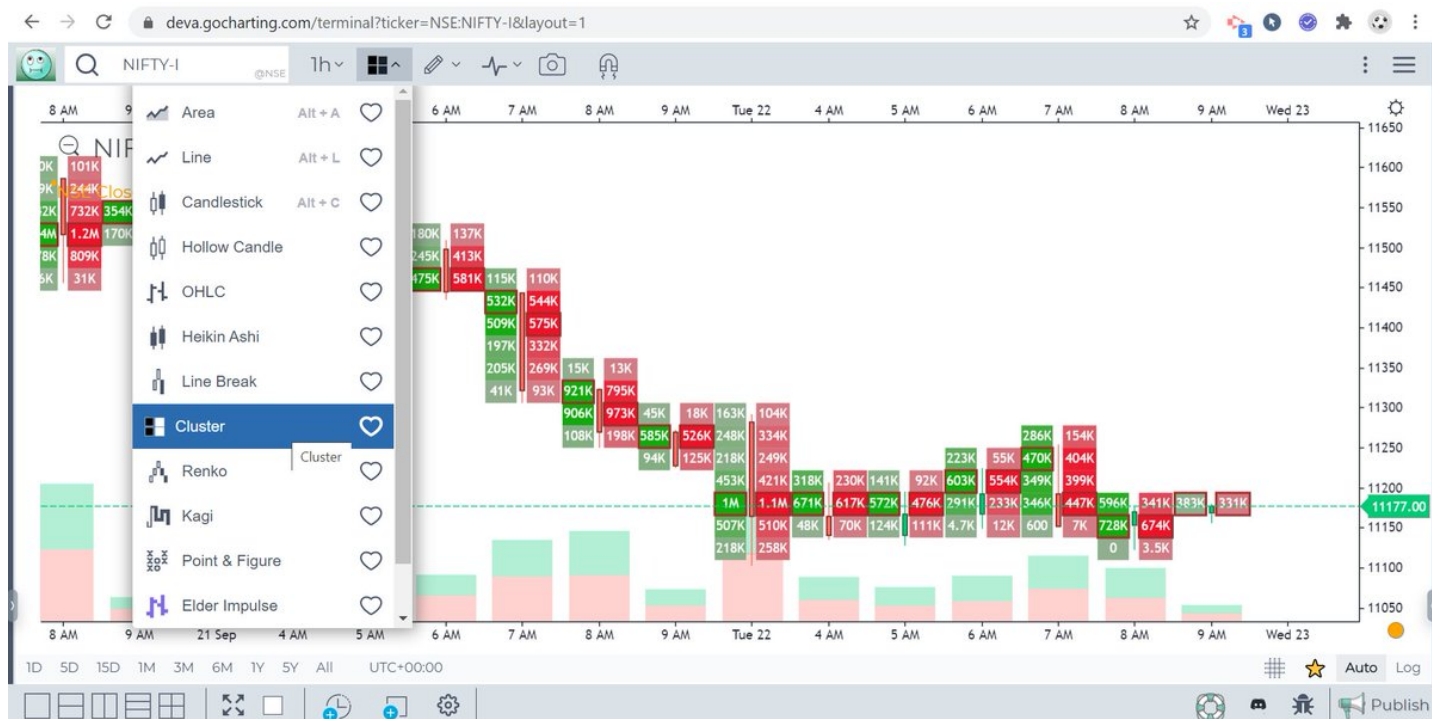 deva.gocharting.com/terminal?ticker=NSE:NIFTY-I&layout=1
3
NIFTY-I @NSE 1h
8 AM 9 6 AM 7 AM 8 AM 9 AM Tue 22 4 AM 5 AM 6 AM 7 AM 8 AM 9 AM Wed 23
Area Alt + A
Line Alt + L
Candlestick Alt + C
Hollow Candle
OHLC
Heikin Ashi
Line Break
Cluster
Cluster
Renko
Kagi
Point & Figure
Elder Impulse
NIF
NSE Clos
101K
244K
732K 354K
1.2M 170K
809K
31K
180K 137K
245K 413K
475K 581K
115K 110K
532K 544K
509K 575K
197K 332K
205K 269K
41K 93K
15K 13K
921K 795K
906K 973K
108K 198K
45K 18K
585K 526K
94K 125K
163K 104K
248K 334K
218K 249K
453K 421K
1M 1.1M
507K 510K
218K 258K
318K 230K
671K 617K
48K 70K
141K 92K
572K 476K
124K 111K
223K 55K
603K 554K
291K 233K
4.7K 12K
286K 154K
470K 404K
349K 399K
346K 447K
600 7K
596K 341K
728K 674K
0 3.5K
383K 331K
11650
11600
11550
11500
11450
11400
11350
11300
11250
11200
11177.00
11150
11100
11050
8 AM 9 AM 21 Sep 4 AM 5 AM 6 AM 7 AM 8 AM 9 AM Tue 22 4 AM 5 AM 6 AM 7 AM 8 AM 9 AM Wed 23
1D 5D 15D 1M 3M 6M 1Y 5Y All UTC+00:00 Auto Log
Publish